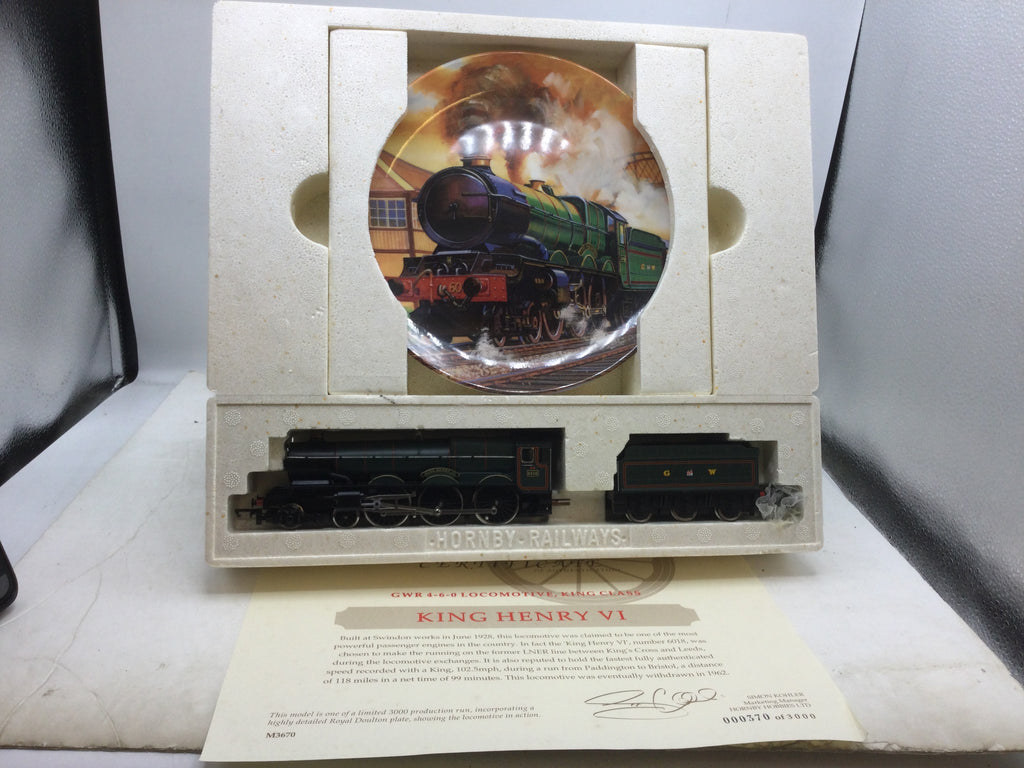 60
G W R
G W
HORNBY-RAILWAYS
CERTIFICATE
OF AUTHENTICATION
GWR 4-6-0 LOCOMOTIVE, KING CLASS
KING HENRY VI
Built at Swindon works in June 1928, this locomotive was claimed to be one of the most
powerful passenger engines in the country. In fact the 'King Henry VI', number 6018, was
chosen to make the running on the former LNER line between King's Cross and Leeds,
during the locomotive exchanges. It is also reputed to hold the fastest fully authenticated
speed recorded with a King, 102.5mph, during a run from Paddington to Bristol, a distance
of 118 miles in a net time of 99 minutes. This locomotive was eventually withdrawn in 1962.
This model is one of a limited 3000 production run, incorporating a
highly detailed Royal Doulton plate, showing the locomotive in action.
M3670
SIMON KOHLER
Marketing Manager
HORNBY HOBBIES LTD
000370 of 3000